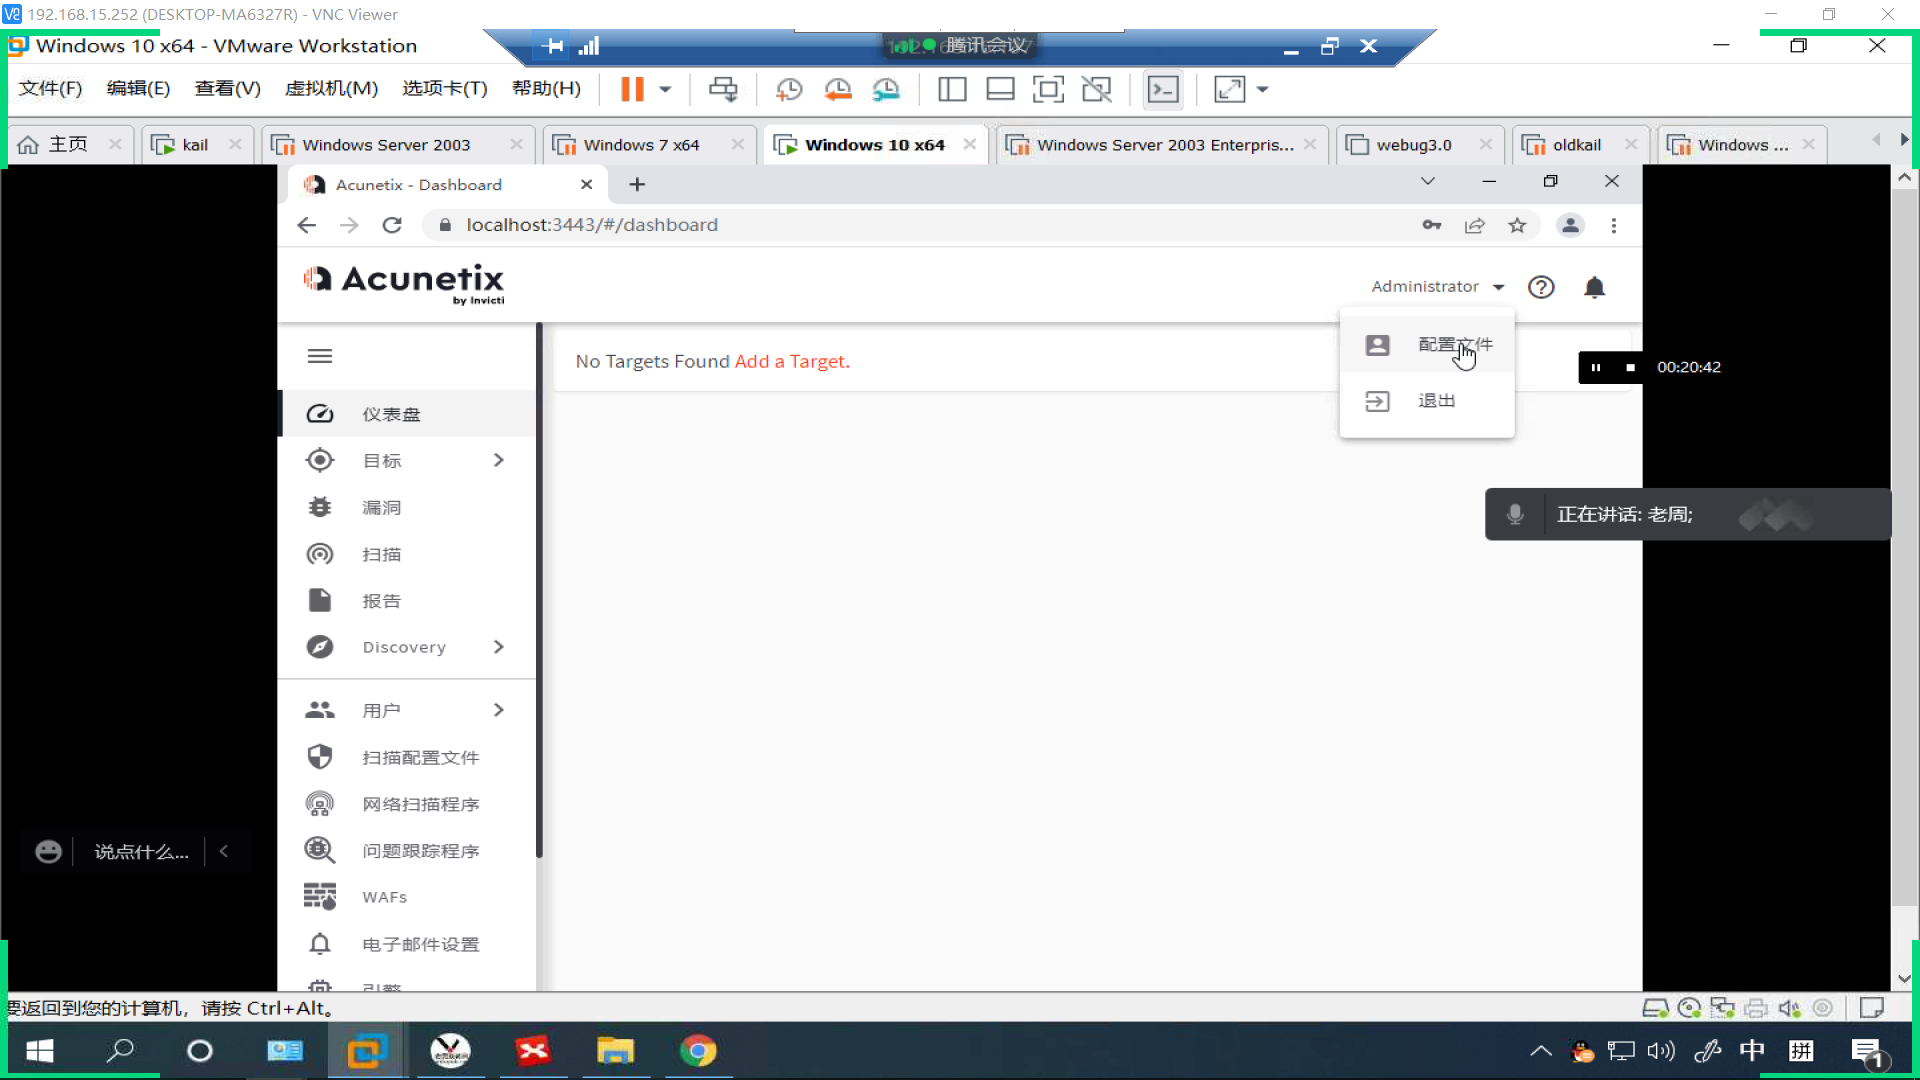 192.168.15.252 (DESKTOP-MA6327R) - VNC Viewer
Windows 10 x64 - VMware Workstation
腾讯会议
文件(F) 编辑(E) 查看(V) 虚拟机(M) 选项卡(T) 帮助(H)
主页 kail Windows Server 2003 Windows 7 x64 Windows 10 x64 Windows Server 2003 Enterpris... webug3.0 oldkail Windows ...
Acunetix - Dashboard
localhost:3443/#/dashboard
Acunetix
by Invicti
Administrator
No Targets Found Add a Target.
配置文件
00:20:42
退出
仪表盘
目标
漏洞
正在讲话: 老周;
扫描
报告
Discovery
用户
扫描配置文件
网络扫描程序
问题跟踪程序
说点什么...
WAFs
电子邮件设置
引擎
要返回到您的计算机，请按 Ctrl+Alt。
中 拼 1